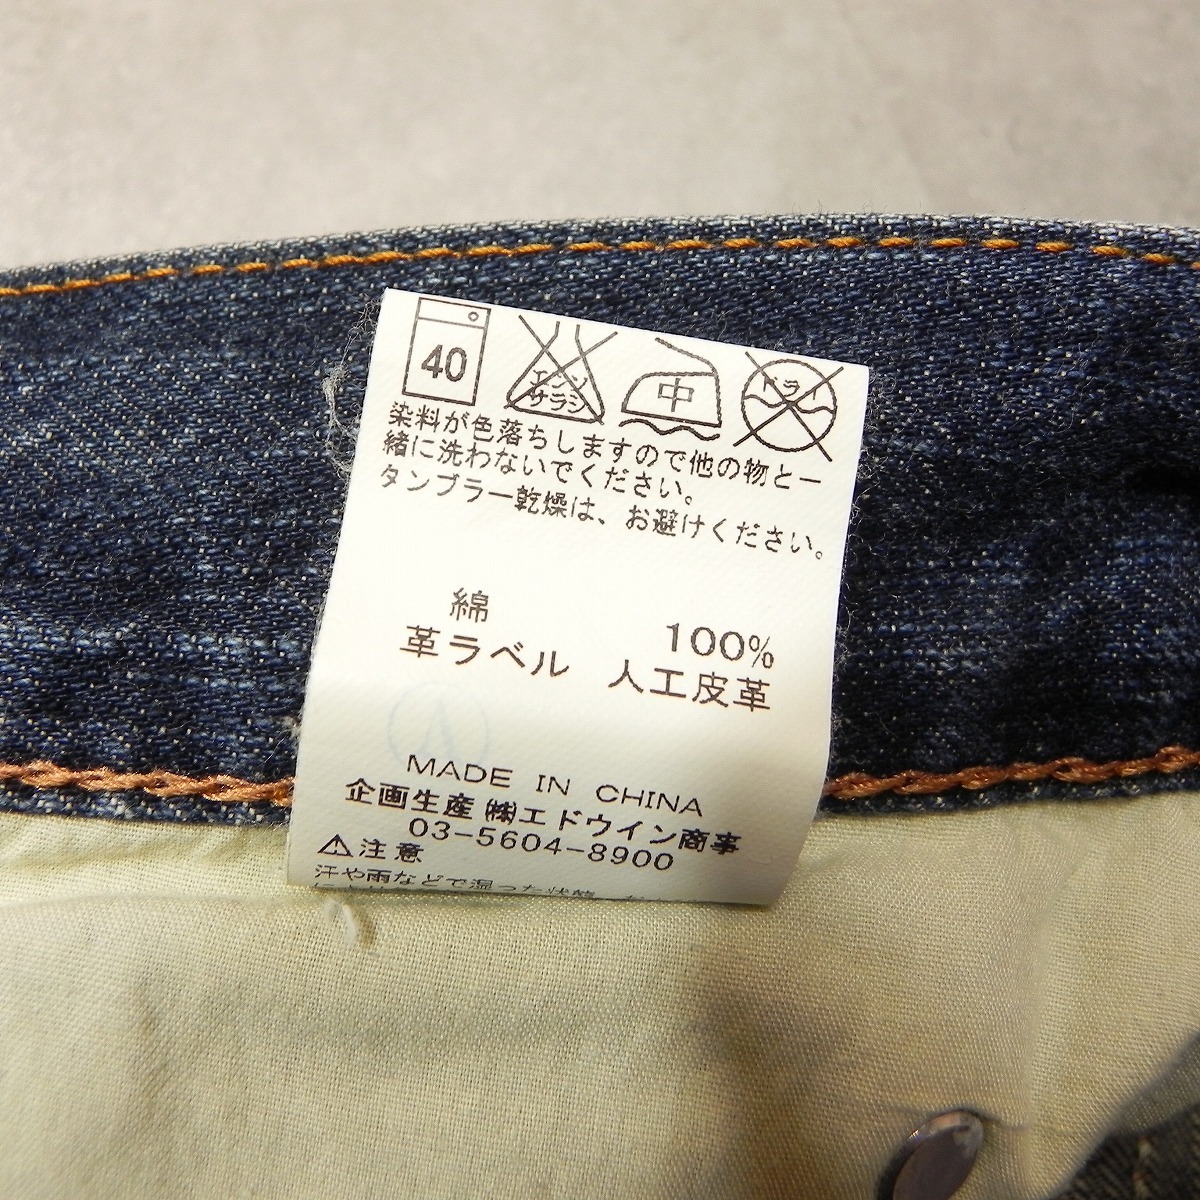 40 エンソサラシ 中 ドライ
染料が色落ちしますので他の物と一
緒に洗わないでください。
タンブラー乾燥は、お避けください。
綿 100%
革ラベル 人工皮革
MADE IN CHINA
企画生産㈱エドウイン商事
03-5604-8900
⚠注意
汗や雨などで湿った状態